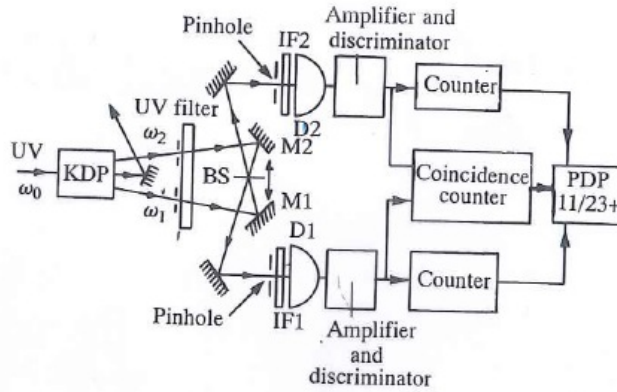 Amplifier and
discriminator
Pinhole
IF2
Counter
UV filter
D2
ω2
M2
UV
KDP
BS
Coincidence
counter
PDP
11/23+
ω0
ω1
M1
D1
Counter
Pinhole
IF1
Amplifier
and
discriminator